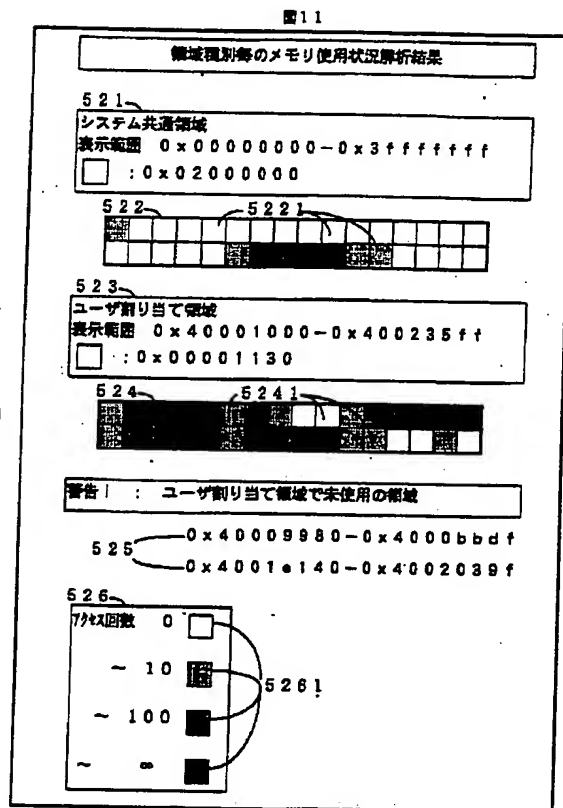 図11
領域種別毎のメモリ使用状況解析結果
521
システム共通領域
表示範囲 0x00000000-0x3fffffff
:0x02000000
522 5221
523
ユーザ割り当て領域
表示範囲 0x40001000-0x400235ff
:0x00001130
524 5241
警告! : ユーザ割り当て領域で未使用の領域
0x40009980-0x4000bbdf
525
0x4001e140-0x4002039f
526
アクセス回数 0
~ 10
5261
~ 100
~ ∞